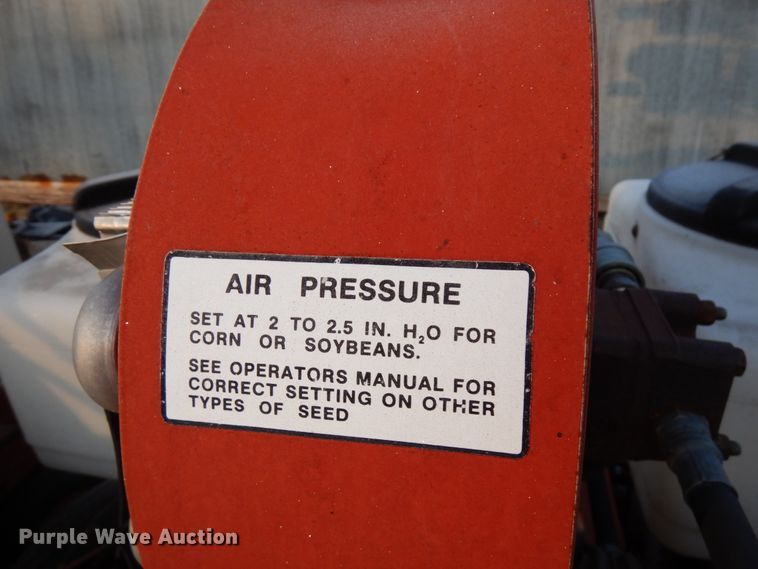 AIR PRESSURE
SET AT 2 TO 2.5 IN. H₂O FOR
CORN OR SOYBEANS.
SEE OPERATORS MANUAL FOR
CORRECT SETTING ON OTHER
TYPES OF SEED
Purple Wave Auction